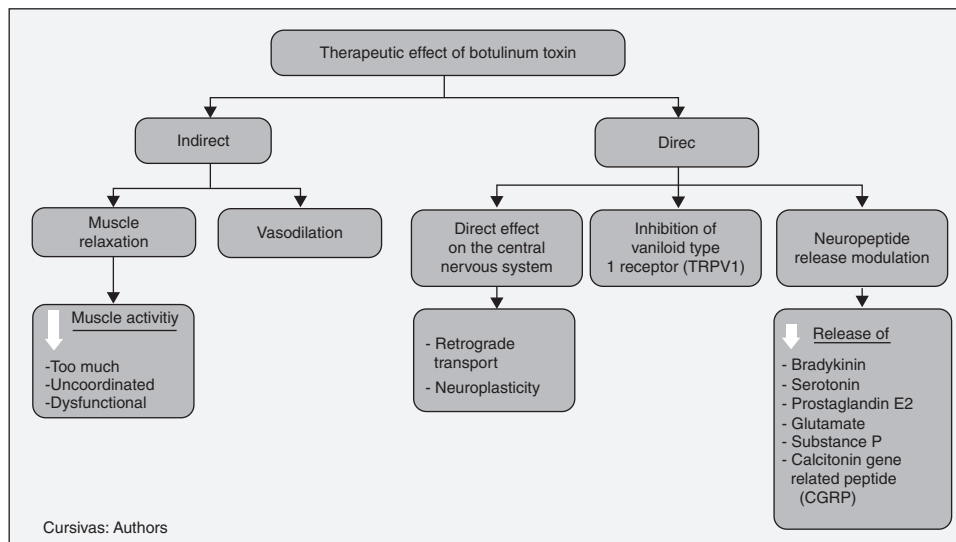 Therapeutic effect of botulinum toxin
Indirect
Direc
Muscle
relaxation
Vasodilation
Direct effect
on the central
nervous system
Inhibition of
vaniloid type
1 receptor (TRPV1)
Neuropeptide
release modulation
Muscle activitiy
-Too much
-Uncoordinated
-Dysfunctional
- Retrograde
transport
- Neuroplasticity
Release of
- Bradykinin
- Serotonin
- Prostaglandin E2
- Glutamate
- Substance P
- Calcitonin gene
related peptide
(CGRP)
Cursivas: Authors